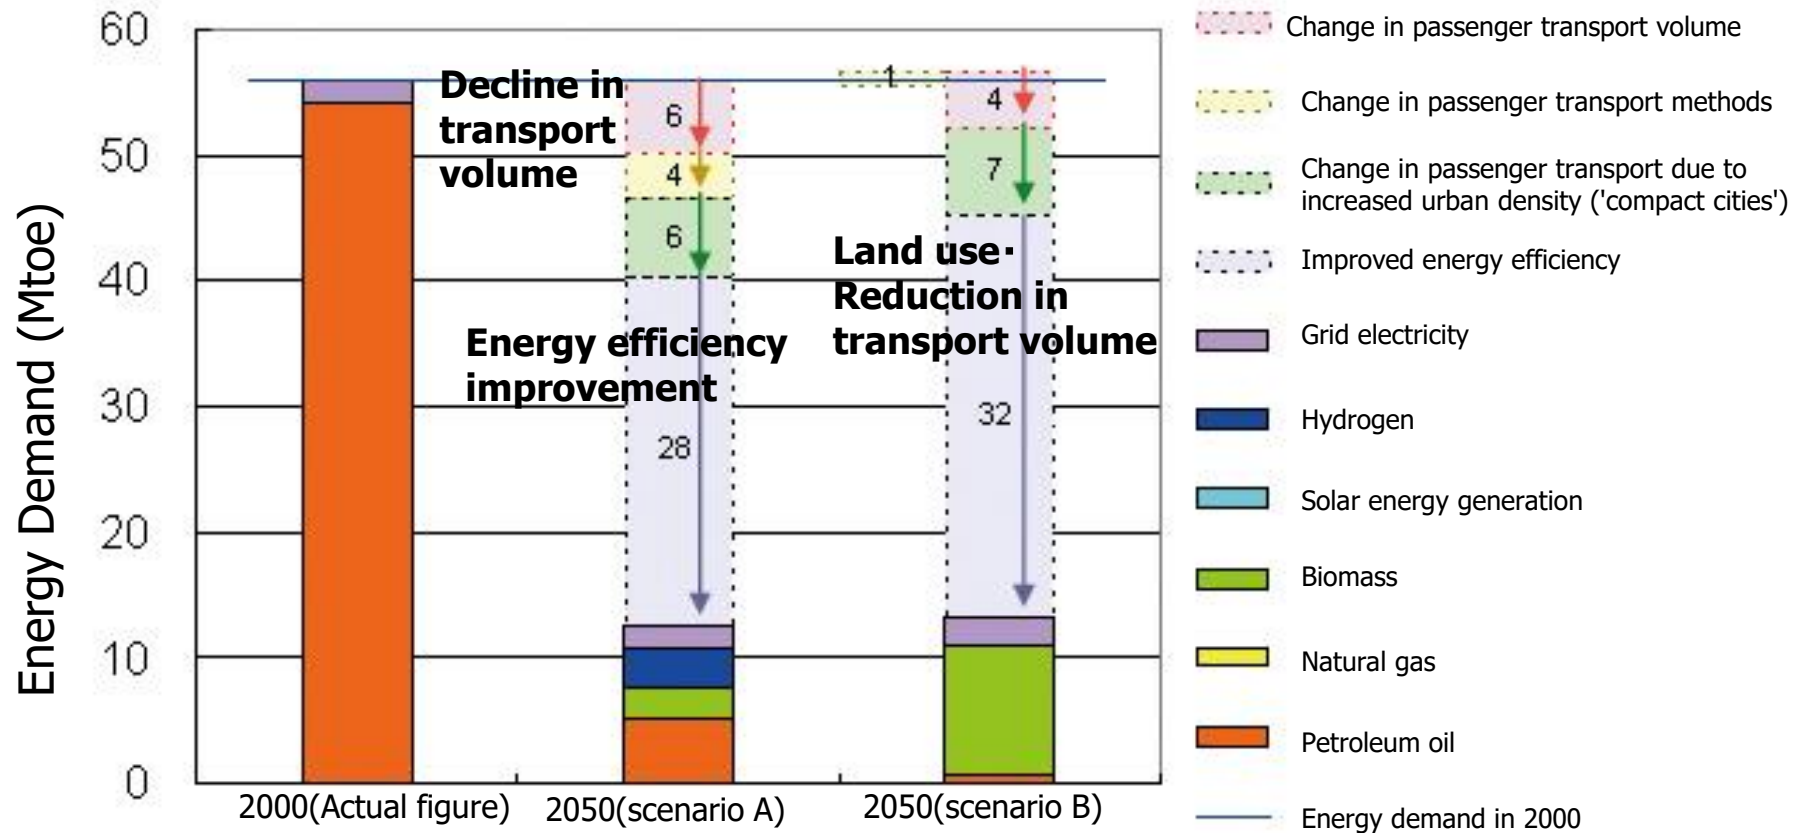 60
50
40
30
20
10
0
Energy Demand (Mtoe)
Decline in
transport
volume
6
4
6
28
Energy efficiency
improvement
1
4
7
32
Land use·
Reduction in
transport volume
2000(Actual figure)
2050(scenario A)
2050(scenario B)
Change in passenger transport volume
Change in passenger transport methods
Change in passenger transport due to
increased urban density ('compact cities')
Improved energy efficiency
Grid electricity
Hydrogen
Solar energy generation
Biomass
Natural gas
Petroleum oil
Energy demand in 2000